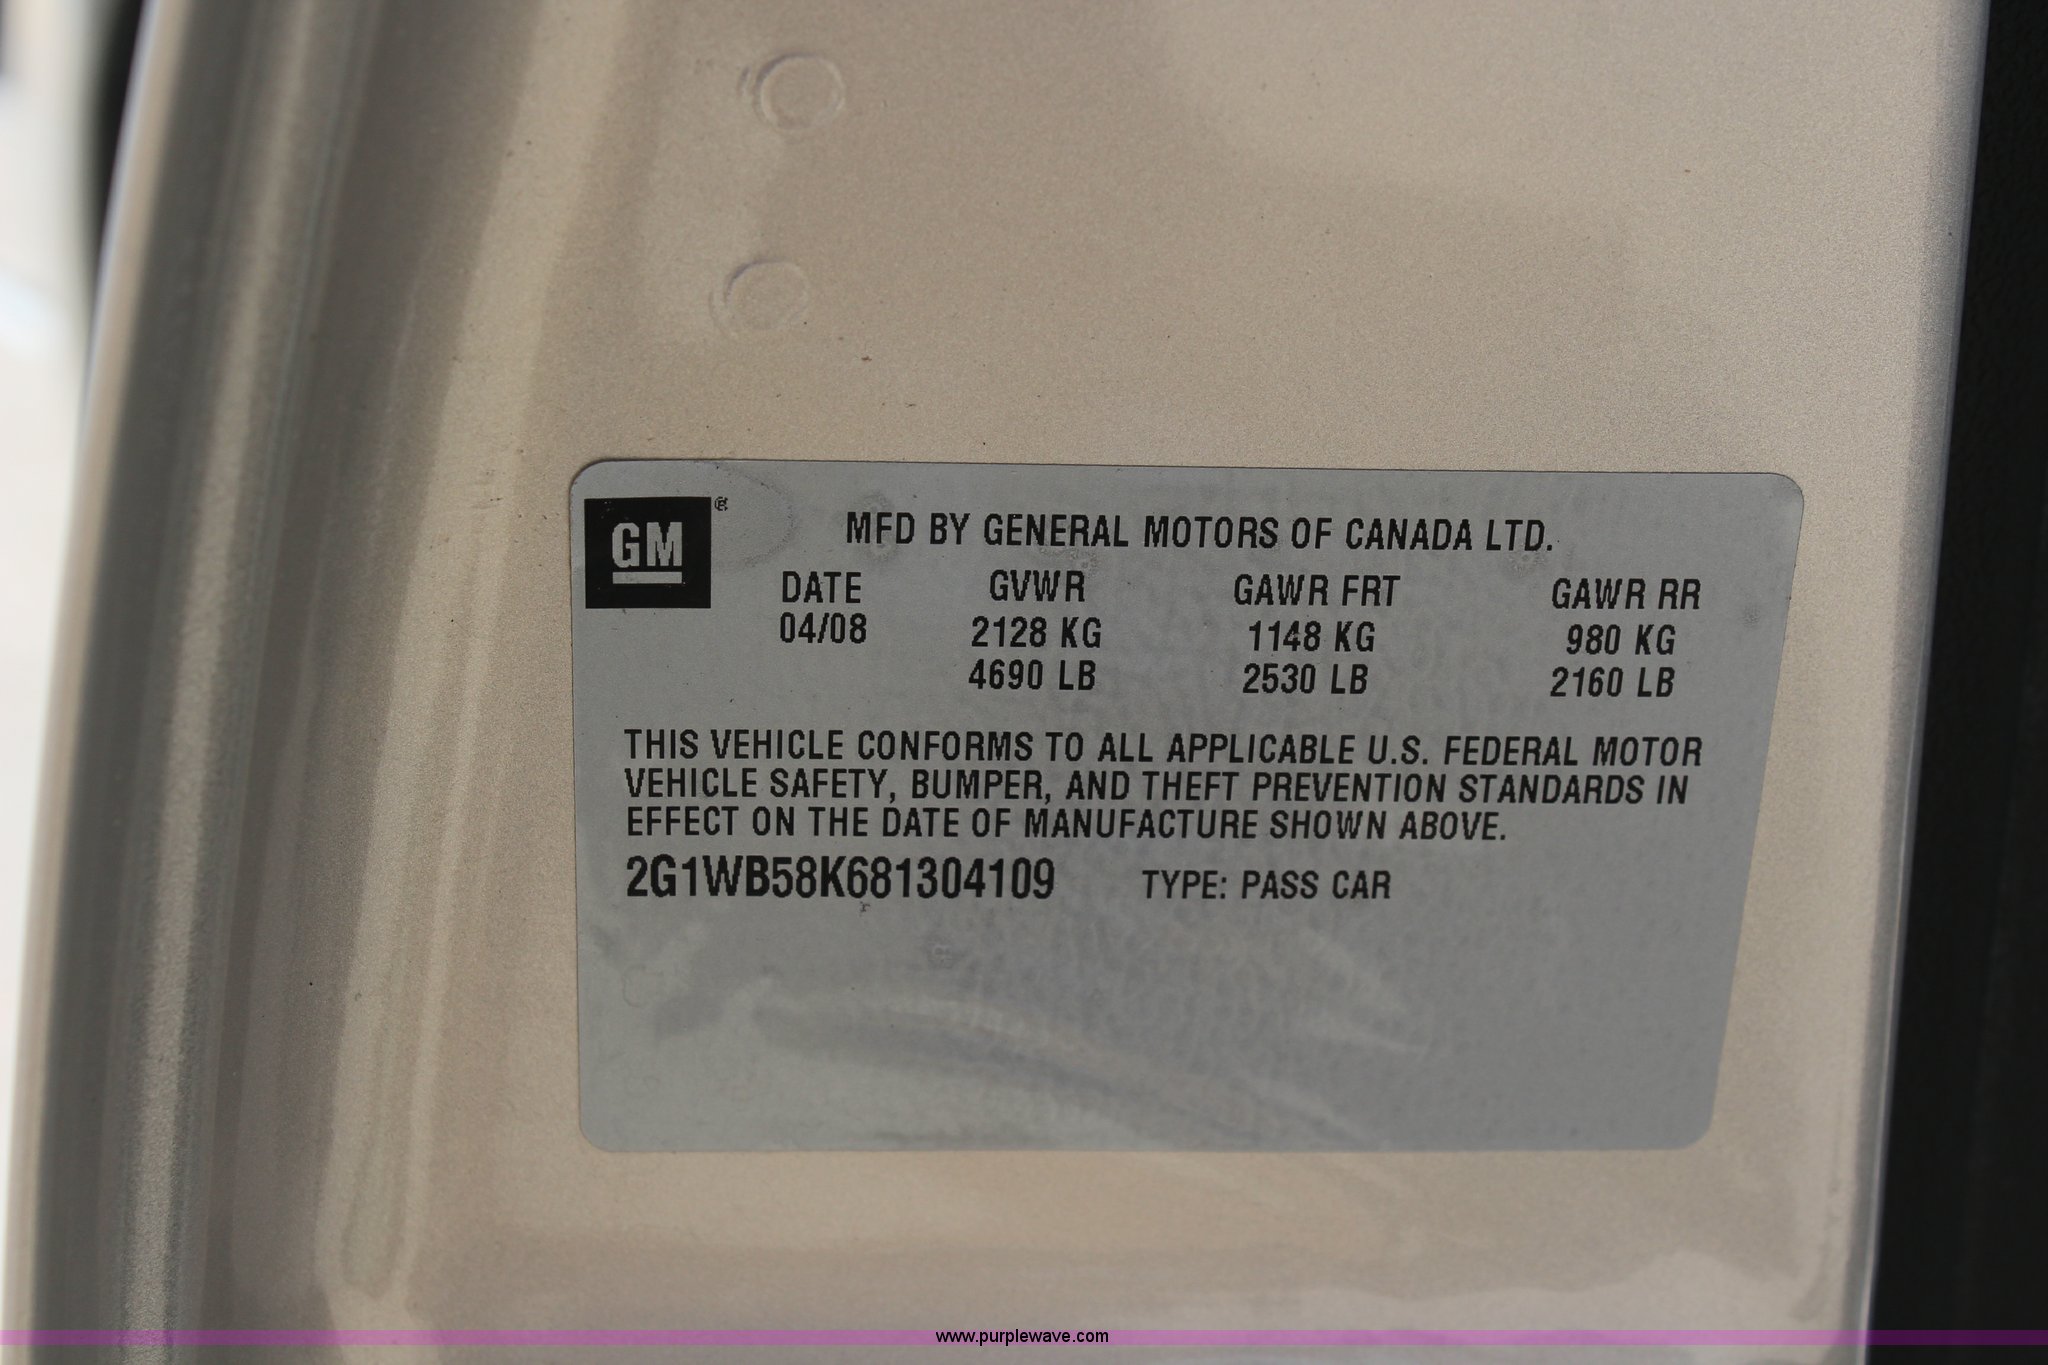 GM®
MFD BY GENERAL MOTORS OF CANADA LTD.
DATE GVWR GAWR FRT GAWR RR
04/08 2128 KG 1148 KG 980 KG
4690 LB 2530 LB 2160 LB
THIS VEHICLE CONFORMS TO ALL APPLICABLE U.S. FEDERAL MOTOR
VEHICLE SAFETY, BUMPER, AND THEFT PREVENTION STANDARDS IN
EFFECT ON THE DATE OF MANUFACTURE SHOWN ABOVE.
2G1WB58K681304109 TYPE: PASS CAR
www.purplewave.com